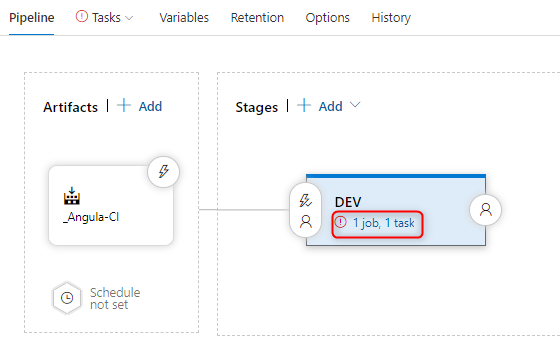 Pipeline Tasks Variables Retention Options History
Artifacts | + Add
Stages | + Add
_Angula-CI
DEV
1 job, 1 task
Schedule
not set